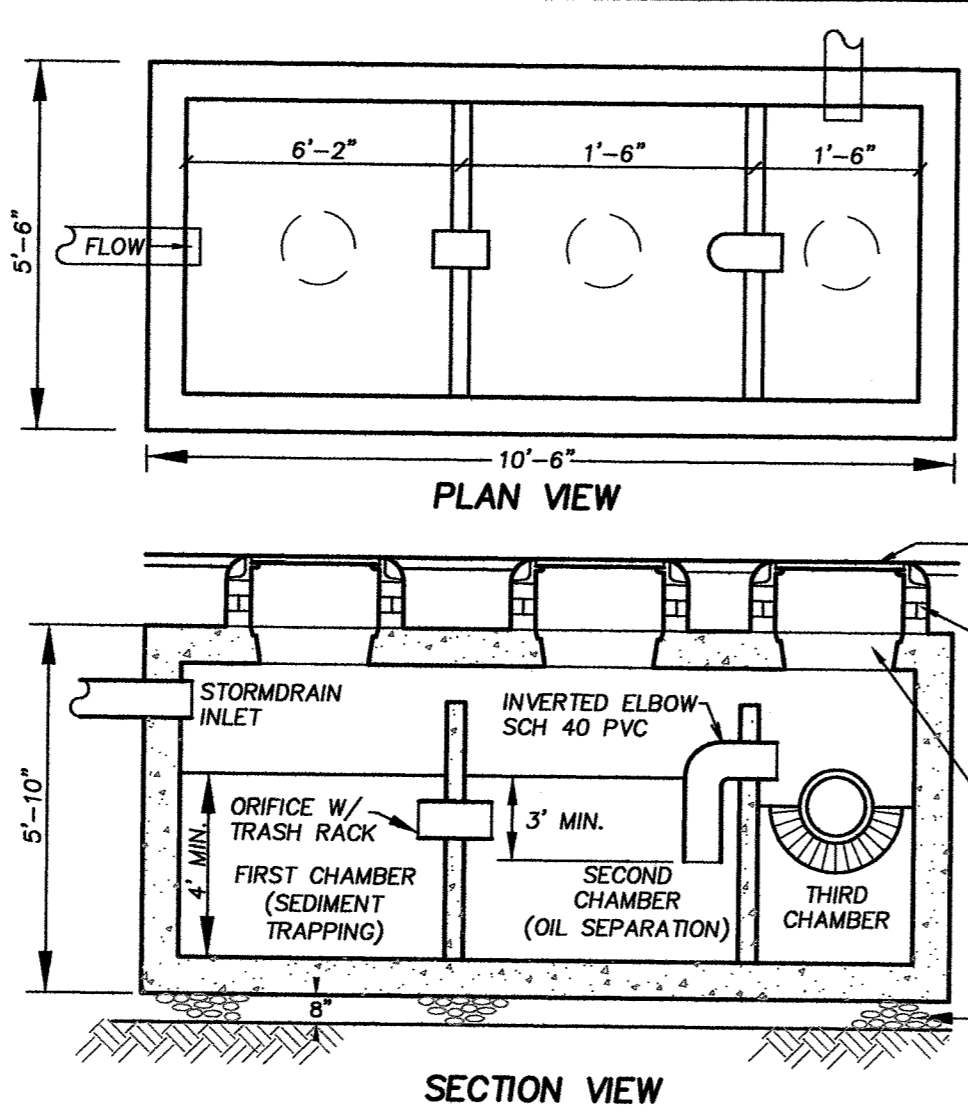 6'-2"
1'-6"
1'-6"
5'-6"
FLOW
10'-6"
PLAN VIEW
STORMDRAIN
INLET
INVERTED ELBOW
SCH 40 PVC
5'-10"
4' MIN.
ORIFICE W/
TRASH RACK
3' MIN.
FIRST CHAMBER
(SEDIMENT
TRAPPING)
SECOND
CHAMBER
(OIL SEPARATION)
THIRD
CHAMBER
8"
SECTION VIEW